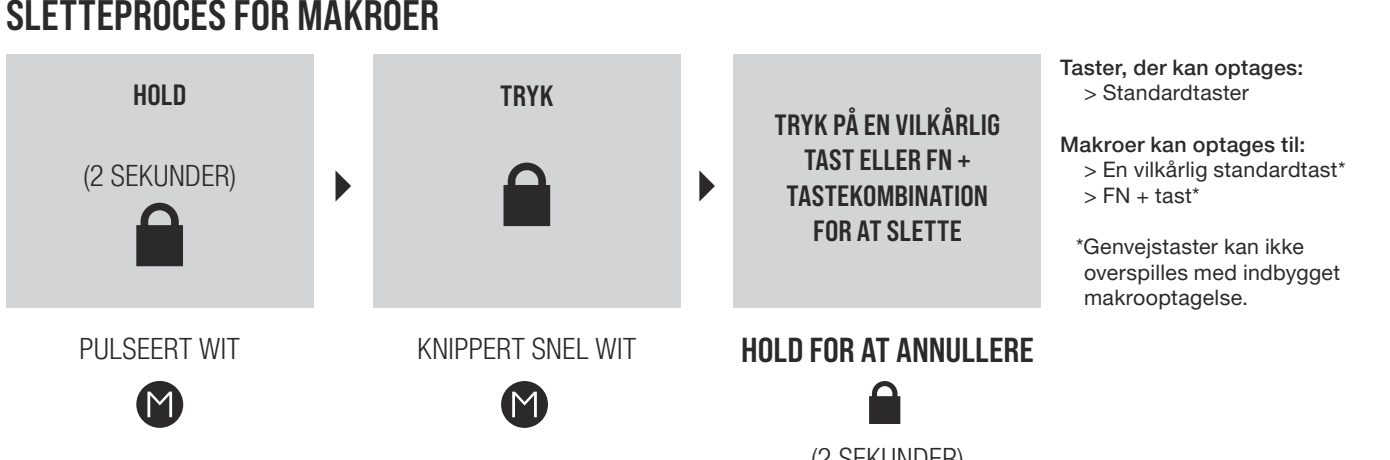 SLETTEPROCES FOR MAKROER
HOLD
(2 SEKUNDER)
PULSEERT WIT
M
TRYK
KNIPPERT SNEL WIT
M
TRYK PÅ EN VILKÅRLIG
TAST ELLER FN +
TASTEKOMBINATION
FOR AT SLETTE
HOLD FOR AT ANNULLERE
(2 SEKUNDER)
Taster, der kan optages:
> Standardtaster
Makroer kan optages til:
> En vilkårlig standardtast*
> FN + tast*
*Genvejstaster kan ikke
overspilles med indbygget
makrooptagelse.